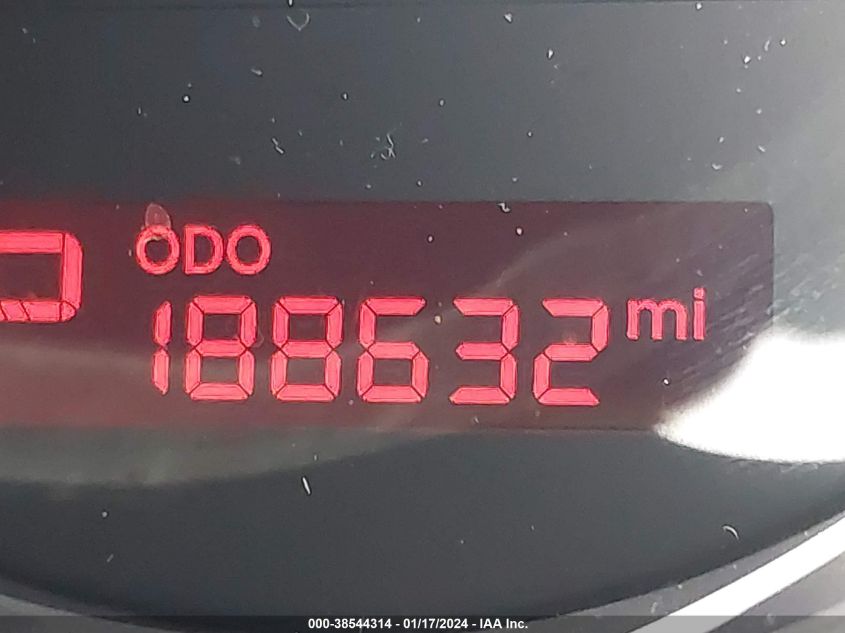 ODO
188632 mi
000-38544314 - 01/17/2024 - IAA Inc.